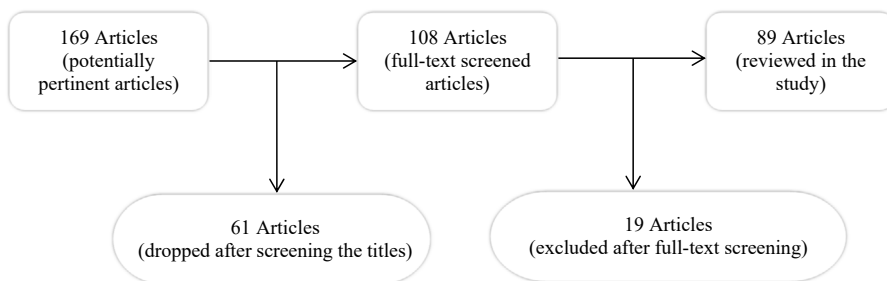 169 Articles
(potentially
pertinent articles)
108 Articles
(full-text screened
articles)
89 Articles
(reviewed in the
study)
61 Articles
(dropped after screening the titles)
19 Articles
(excluded after full-text screening)